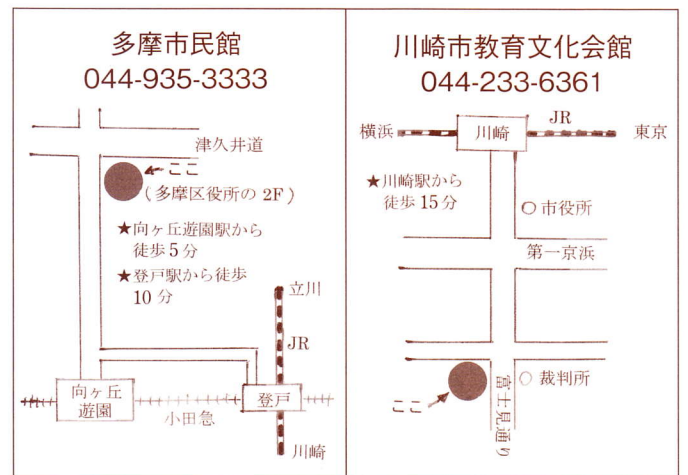 多摩市民館
044-935-3333
津久井道
ここ
(多摩区役所の 2F)
★向ヶ丘遊園駅から
徒歩 5 分
★登戸駅から徒歩
10 分
立川
JR
向ヶ丘
遊園
小田急
登戸
川崎
川崎市教育文化会館
044-233-6361
横浜
川崎
JR
東京
★川崎駅から
徒歩 15 分
市役所
第一京浜
裁判所
ここ
富士見通り